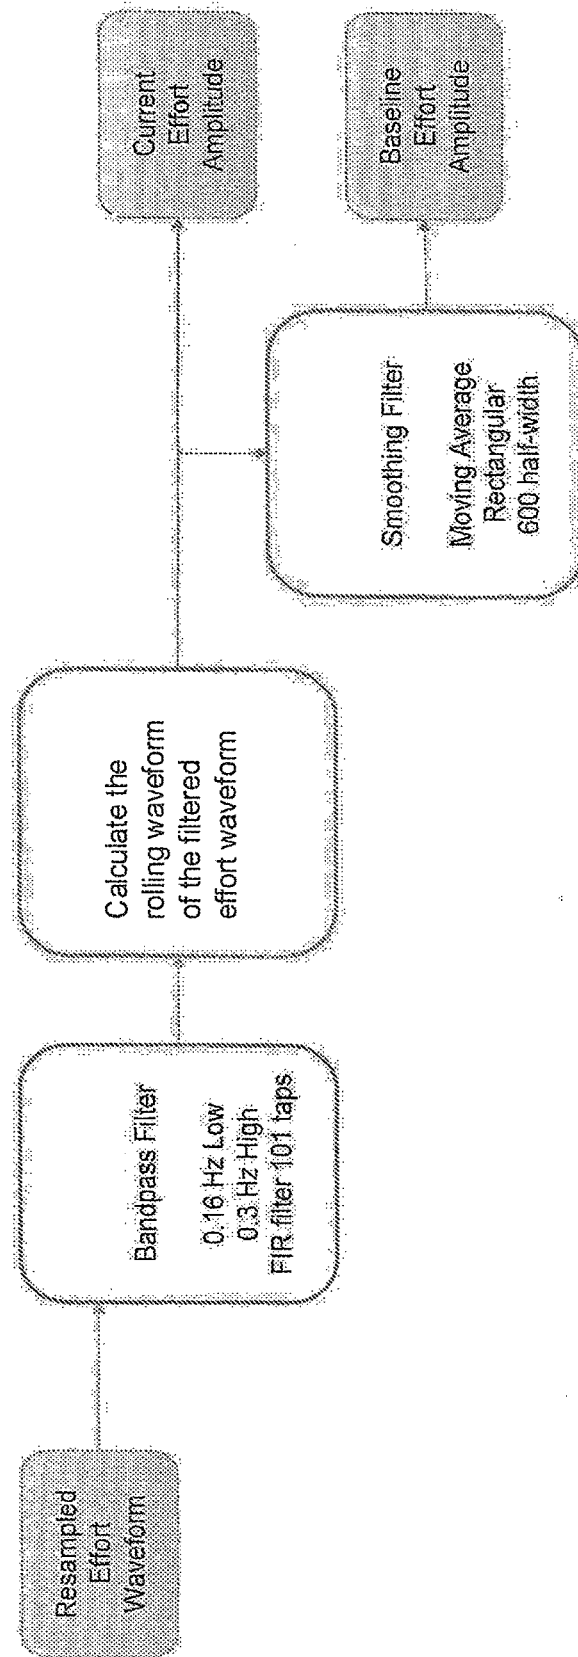 Resampled
Effort
Waveform
Bandpass Filter
0.16 Hz Low
0.3 Hz High
FIR filter 101 taps
Calculate the
rolling waveform
of the filtered
effort waveform
Smoothing Filter
Moving Average
Rectangular
600 half-width
Current
Effort
Amplitude
Baseline
Effort
Amplitude